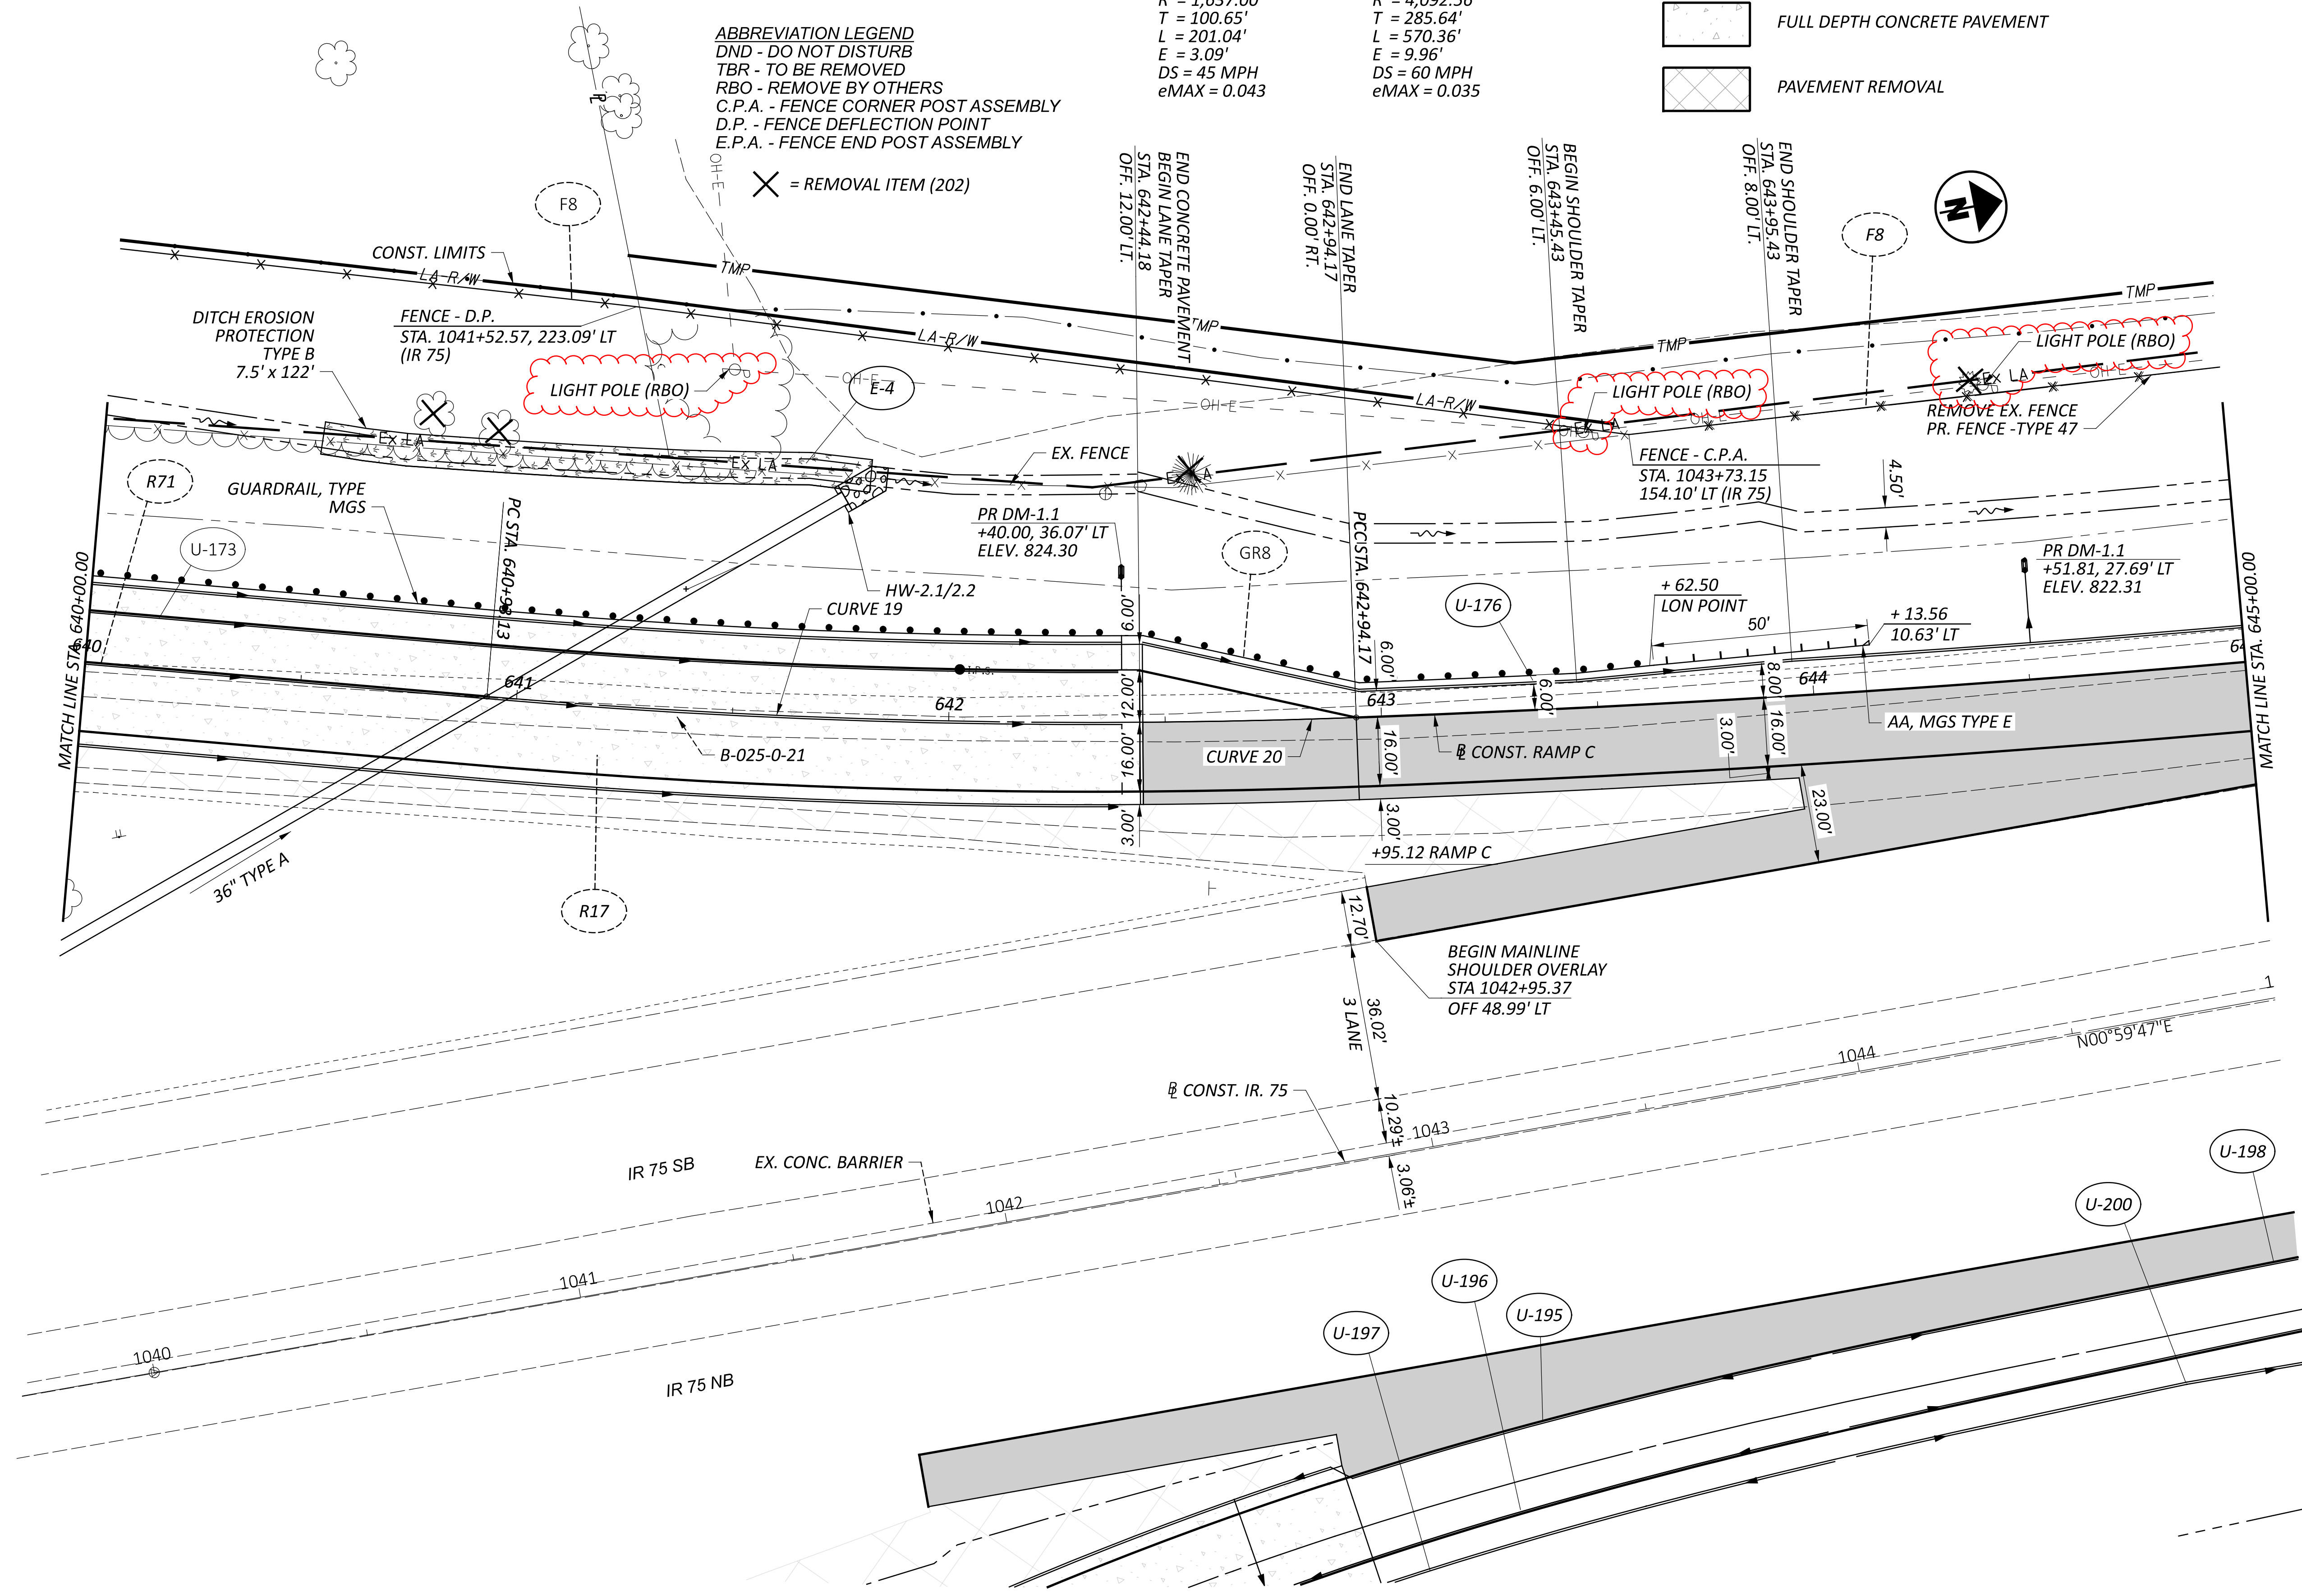 R = 1,637.00'
T = 100.65'
L = 201.04'
E = 3.09'
DS = 45 MPH
eMAX = 0.043
R = 4,092.56'
T = 285.64'
L = 570.36'
E = 9.96'
DS = 60 MPH
eMAX = 0.035
FULL DEPTH CONCRETE PAVEMENT
PAVEMENT REMOVAL
ABBREVIATION LEGEND
DND - DO NOT DISTURB
TBR - TO BE REMOVED
RBO - REMOVE BY OTHERS
C.P.A. - FENCE CORNER POST ASSEMBLY
D.P. - FENCE DEFLECTION POINT
E.P.A. - FENCE END POST ASSEMBLY
= REMOVAL ITEM (202)
OH-E
F8
END CONCRETE PAVEMENT
BEGIN LANE TAPER
STA. 642+44.18
OFF. 12.00' LT.
END LANE TAPER
STA. 642+94.17
OFF. 0.00' RT.
BEGIN SHOULDER TAPER
STA. 643+45.43
OFF. 6.00' LT.
END SHOULDER TAPER
STA. 643+95.43
OFF. 8.00' LT.
N
F8
CONST. LIMITS
LA-R/W
TMP
TMP
LA-R/W
TMP
TMP
LA-R/W
DITCH EROSION
PROTECTION
TYPE B
7.5' x 122'
FENCE - D.P.
STA. 1041+52.57, 223.09' LT
(IR 75)
LIGHT POLE (RBO)
OH-E
E-4
OH-E
LIGHT POLE (RBO)
LIGHT POLE (RBO)
EX LA
OH-E
REMOVE EX. FENCE
PR. FENCE -TYPE 47
EX LA
EX LA
EX. FENCE
EX LA
EX LA
FENCE - C.P.A.
STA. 1043+73.15
154.10' LT (IR 75)
4.50'
R71
GUARDRAIL, TYPE
MGS
U-173
PC STA. 640+98.13
PR DM-1.1
+40.00, 36.07' LT
ELEV. 824.30
GR8
PCC STA. 642+94.17
PR DM-1.1
+51.81, 27.69' LT
ELEV. 822.31
HW-2.1/2.2
CURVE 19
U-176
+ 62.50
LON POINT
50'
+ 13.56
10.63' LT
MATCH LINE STA. 640+00.00
640
641
642
643
644
I.P.S.
6.00'
12.00'
16.00'
3.00'
6.00'
16.00'
3.00'
6.00'
8.00'
16.00'
3.00'
23.00'
B-025-0-21
CURVE 20
B CONST. RAMP C
AA, MGS TYPE E
MATCH LINE STA. 645+00.00
+95.12 RAMP C
36" TYPE A
R17
12.70'
BEGIN MAINLINE
SHOULDER OVERLAY
STA 1042+95.37
OFF 48.99' LT
36.02'
3 LANE
N00°59'47"E
1044
B CONST. IR. 75
10.29'±
1043
3.06'±
IR 75 SB
EX. CONC. BARRIER
1042
1041
1040
IR 75 NB
U-198
U-200
U-196
U-195
U-197